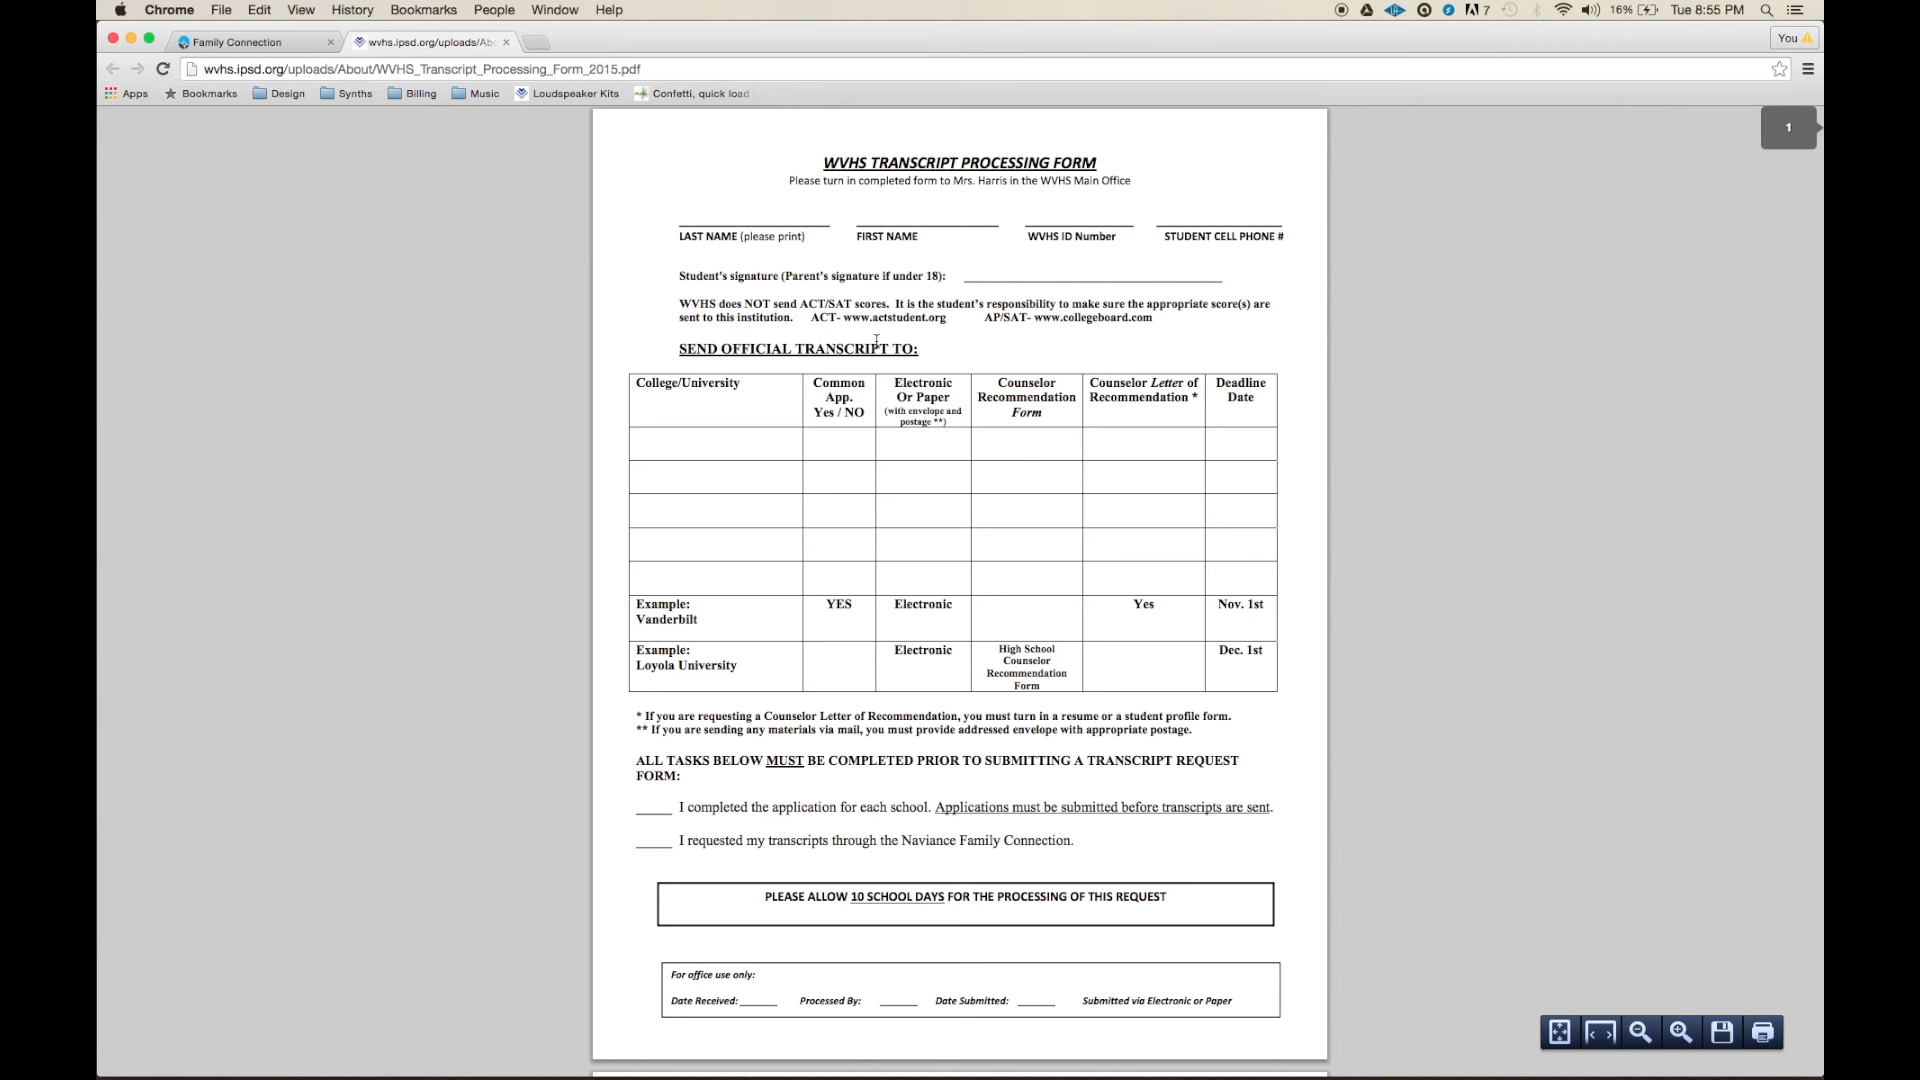 Chrome File Edit View History Bookmarks People Window Help 7 16% Tue 8:55 PM
Family Connection wvhs.ipsd.org/uploads/Ab You
wvhs.ipsd.org/uploads/About/WVHS_Transcript_Processing_Form_2015.pdf
Apps Bookmarks Design Synths Billing Music Loudspeaker Kits Confetti, quick load
1
WVHS TRANSCRIPT PROCESSING FORM
Please turn in completed form to Mrs. Harris in the WVHS Main Office
LAST NAME (please print) FIRST NAME WVHS ID Number STUDENT CELL PHONE #
Student's signature (Parent's signature if under 18):
WVHS does NOT send ACT/SAT scores. It is the student's responsibility to make sure the appropriate score(s) are
sent to this institution. ACT- www.actstudent.org AP/SAT- www.collegeboard.com
SEND OFFICIAL TRANSCRIPT TO:
College/University Common Electronic Counselor Counselor Letter of Deadline
App. Or Paper Recommendation Recommendation * Date
Yes / NO (with envelope and Form
postage **)
Example: YES Electronic Yes Nov. 1st
Vanderbilt
Example: Electronic High School Dec. 1st
Loyola University Counselor
Recommendation
Form
* If you are requesting a Counselor Letter of Recommendation, you must turn in a resume or a student profile form.
** If you are sending any materials via mail, you must provide addressed envelope with appropriate postage.
ALL TASKS BELOW MUST BE COMPLETED PRIOR TO SUBMITTING A TRANSCRIPT REQUEST
FORM:
_____ I completed the application for each school. Applications must be submitted before transcripts are sent.
_____ I requested my transcripts through the Naviance Family Connection.
PLEASE ALLOW 10 SCHOOL DAYS FOR THE PROCESSING OF THIS REQUEST
For office use only:
Date Received:______ Processed By: ______ Date Submitted: ______ Submitted via Electronic or Paper